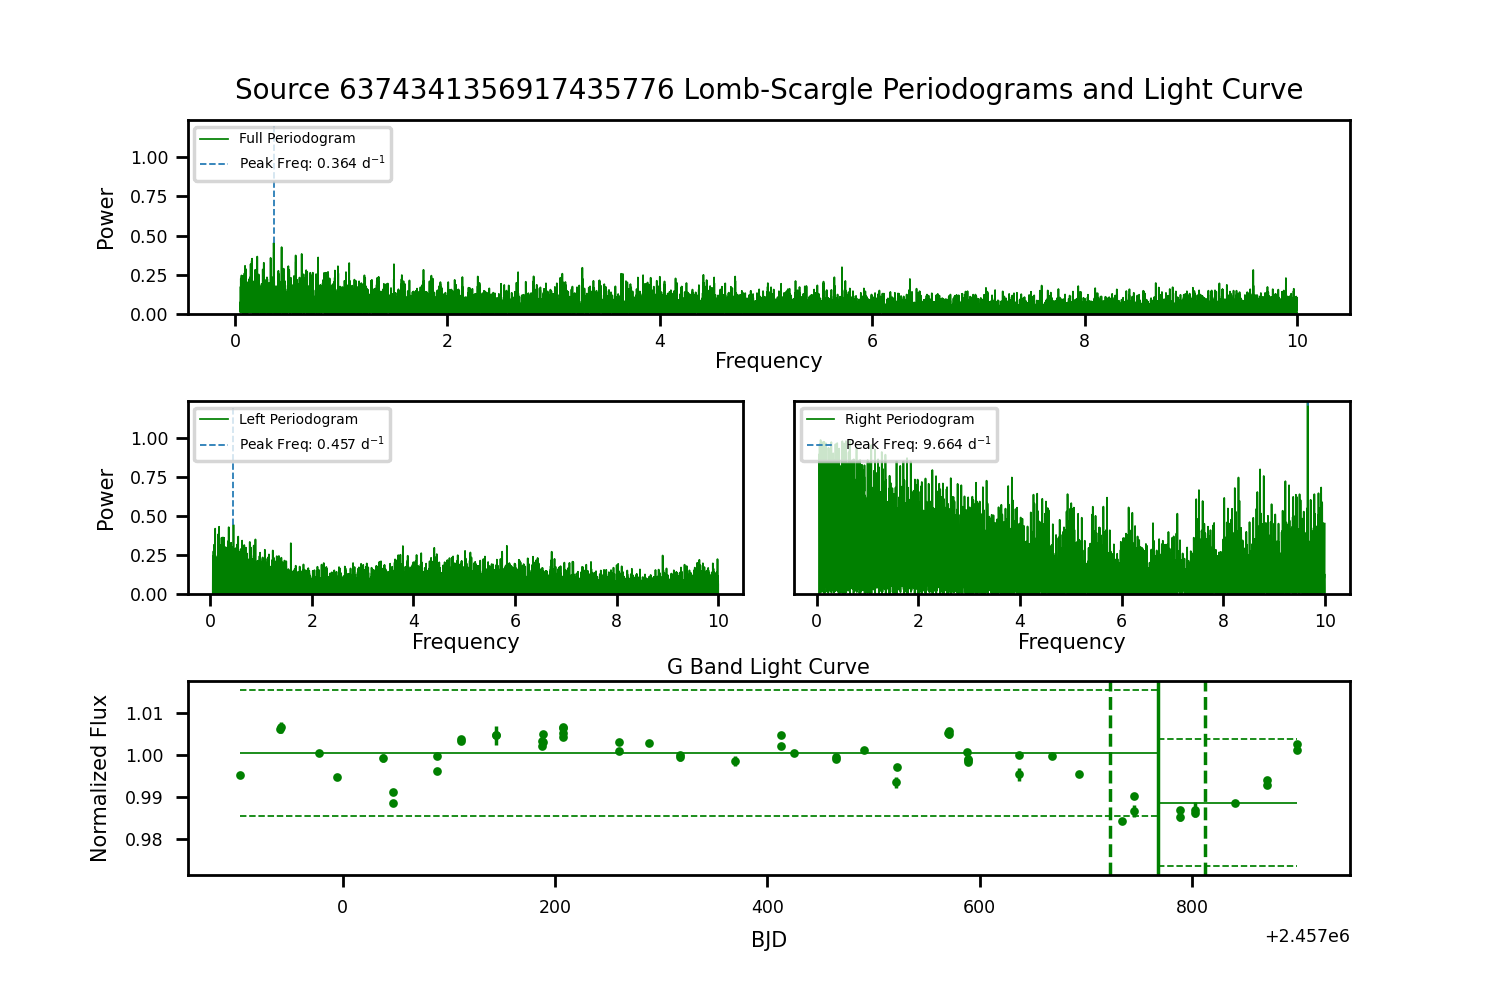 Source 6374341356917435776 Lomb-Scargle Periodograms and Light Curve
Full Periodogram
Peak Freq: 0.364 d⁻¹
1.00
0.75
0.50
0.25
0.00
Power
0 2 4 6 8 10
Frequency
Left Periodogram
Peak Freq: 0.457 d⁻¹
1.00
0.75
0.50
0.25
0.00
Power
0 2 4 6 8 10
Frequency
Right Periodogram
Peak Freq: 9.664 d⁻¹
0 2 4 6 8 10
Frequency
G Band Light Curve
1.01
1.00
0.99
0.98
Normalized Flux
0 200 400 600 800
BJD
+2.457e6